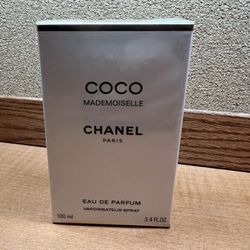 COCO
MADEMOISELLE
CHANEL
PARIS
EAU DE PARFUM
VAPORISATEUR SPRAY
100 ml 3.4 FL.OZ.